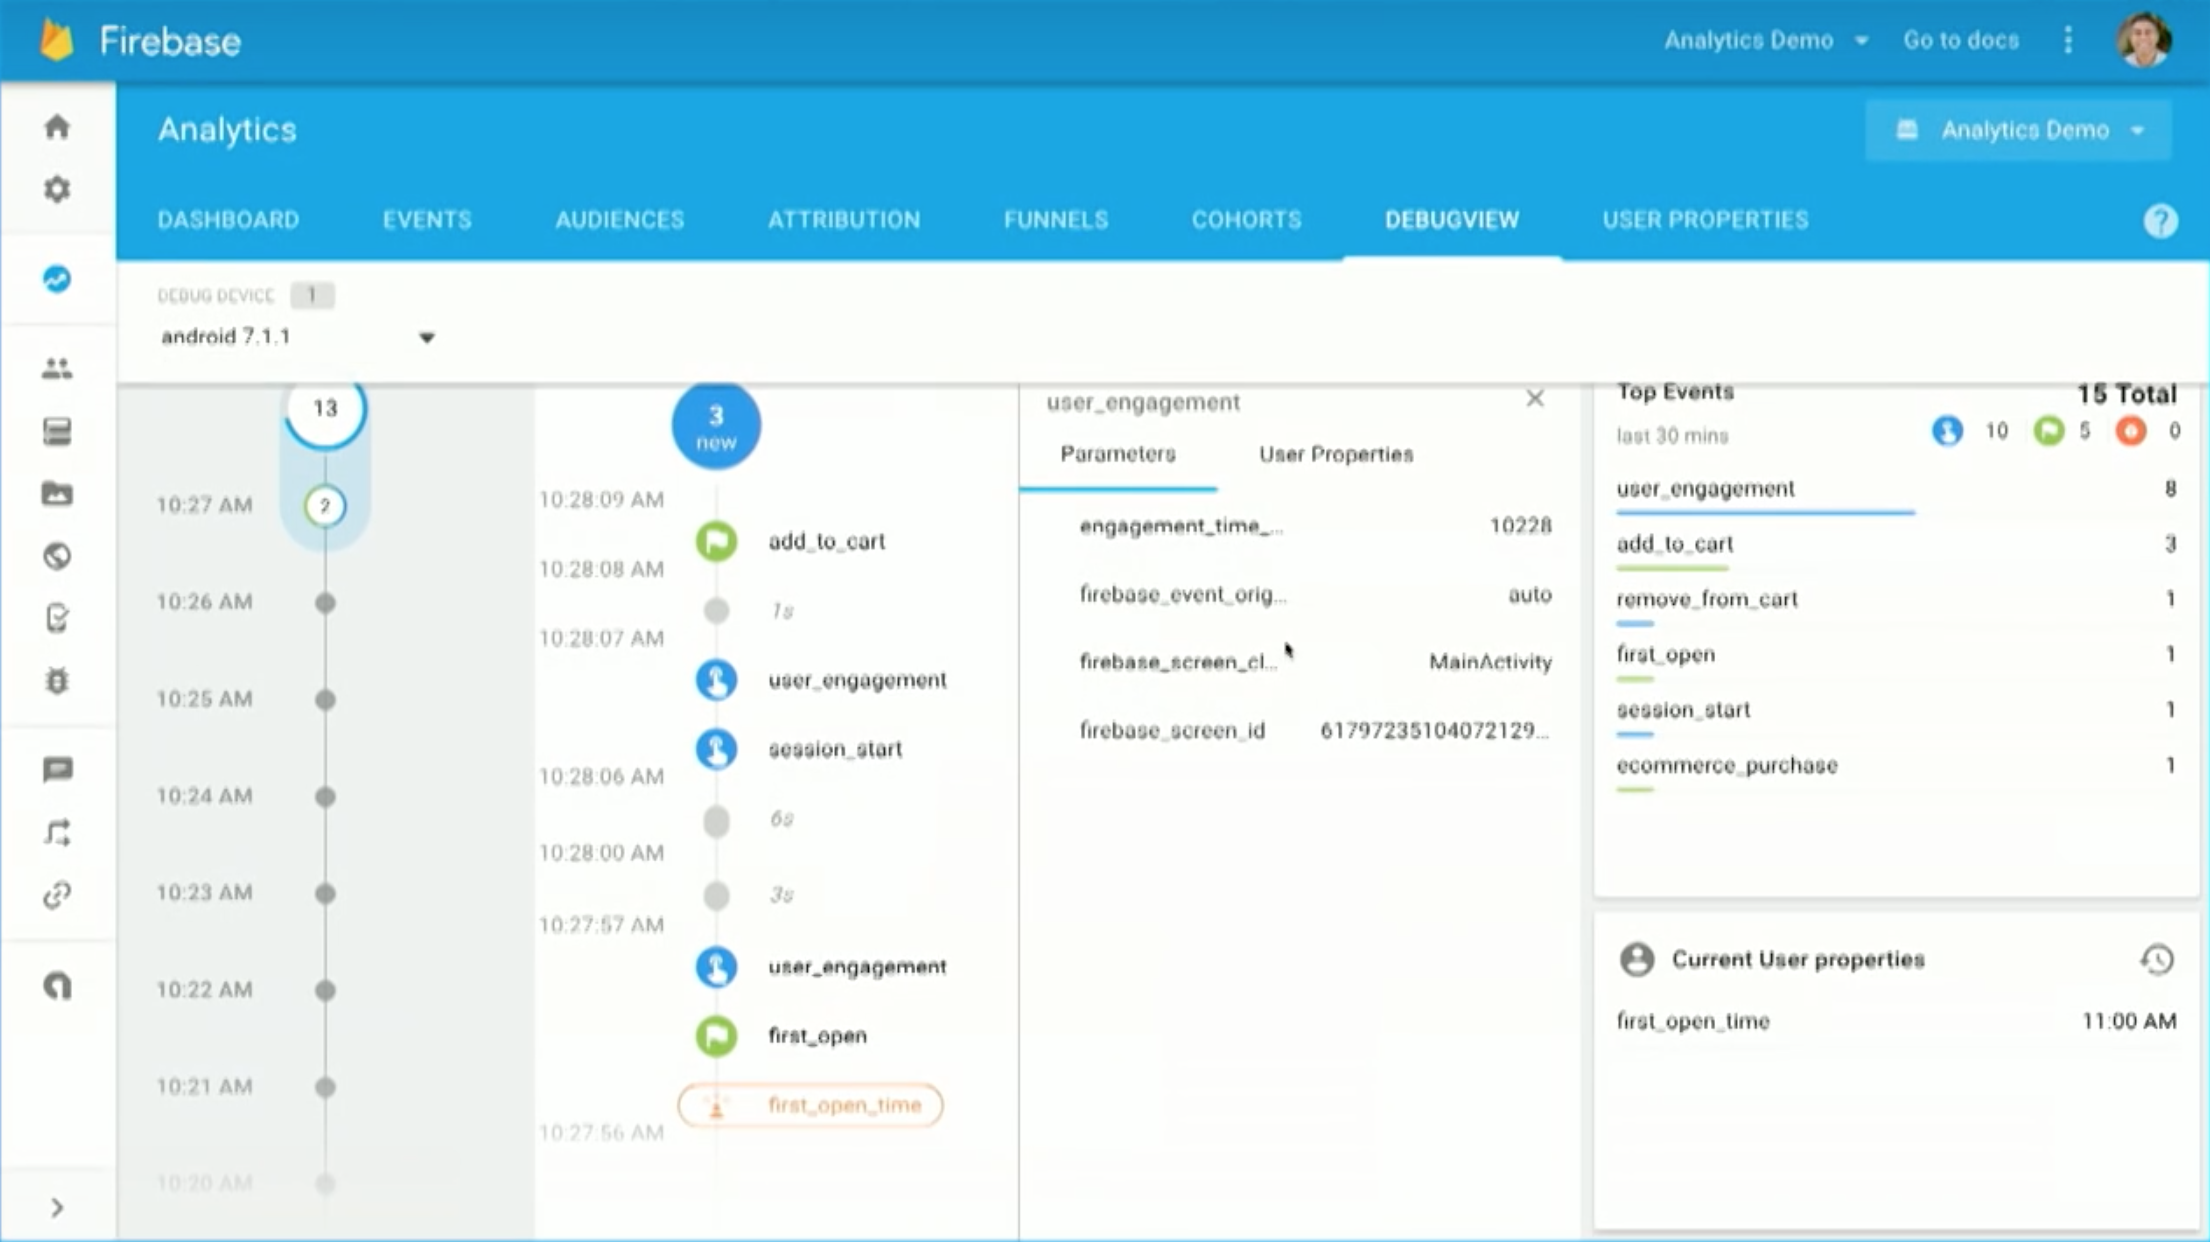 Firebase
Analytics Demo
Go to docs
Analytics
Analytics Demo
DASHBOARD
EVENTS
AUDIENCES
ATTRIBUTION
FUNNELS
COHORTS
DEBUGVIEW
USER PROPERTIES
?
DEBUG DEVICE 1
android 7.1.1
13
10:27 AM 2
10:26 AM
10:25 AM
10:24 AM
10:23 AM
10:22 AM
10:21 AM
10:20 AM
3
new
10:28:09 AM
add_to_cart
10:28:08 AM
1s
10:28:07 AM
user_engagement
session_start
10:28:06 AM
6s
10:28:00 AM
3s
10:27:57 AM
user_engagement
first_open
first_open_time
10:27:56 AM
user_engagement
Parameters User Properties
engagement_time_... 10228
firebase_event_orig... auto
firebase_screen_cl... MainActivity
firebase_screen_id 61797235104072129...
Top Events 15 Total
last 30 mins 10 5 0
user_engagement 8
add_to_cart 3
remove_from_cart 1
first_open 1
session_start 1
ecommerce_purchase 1
Current User properties
first_open_time 11:00 AM